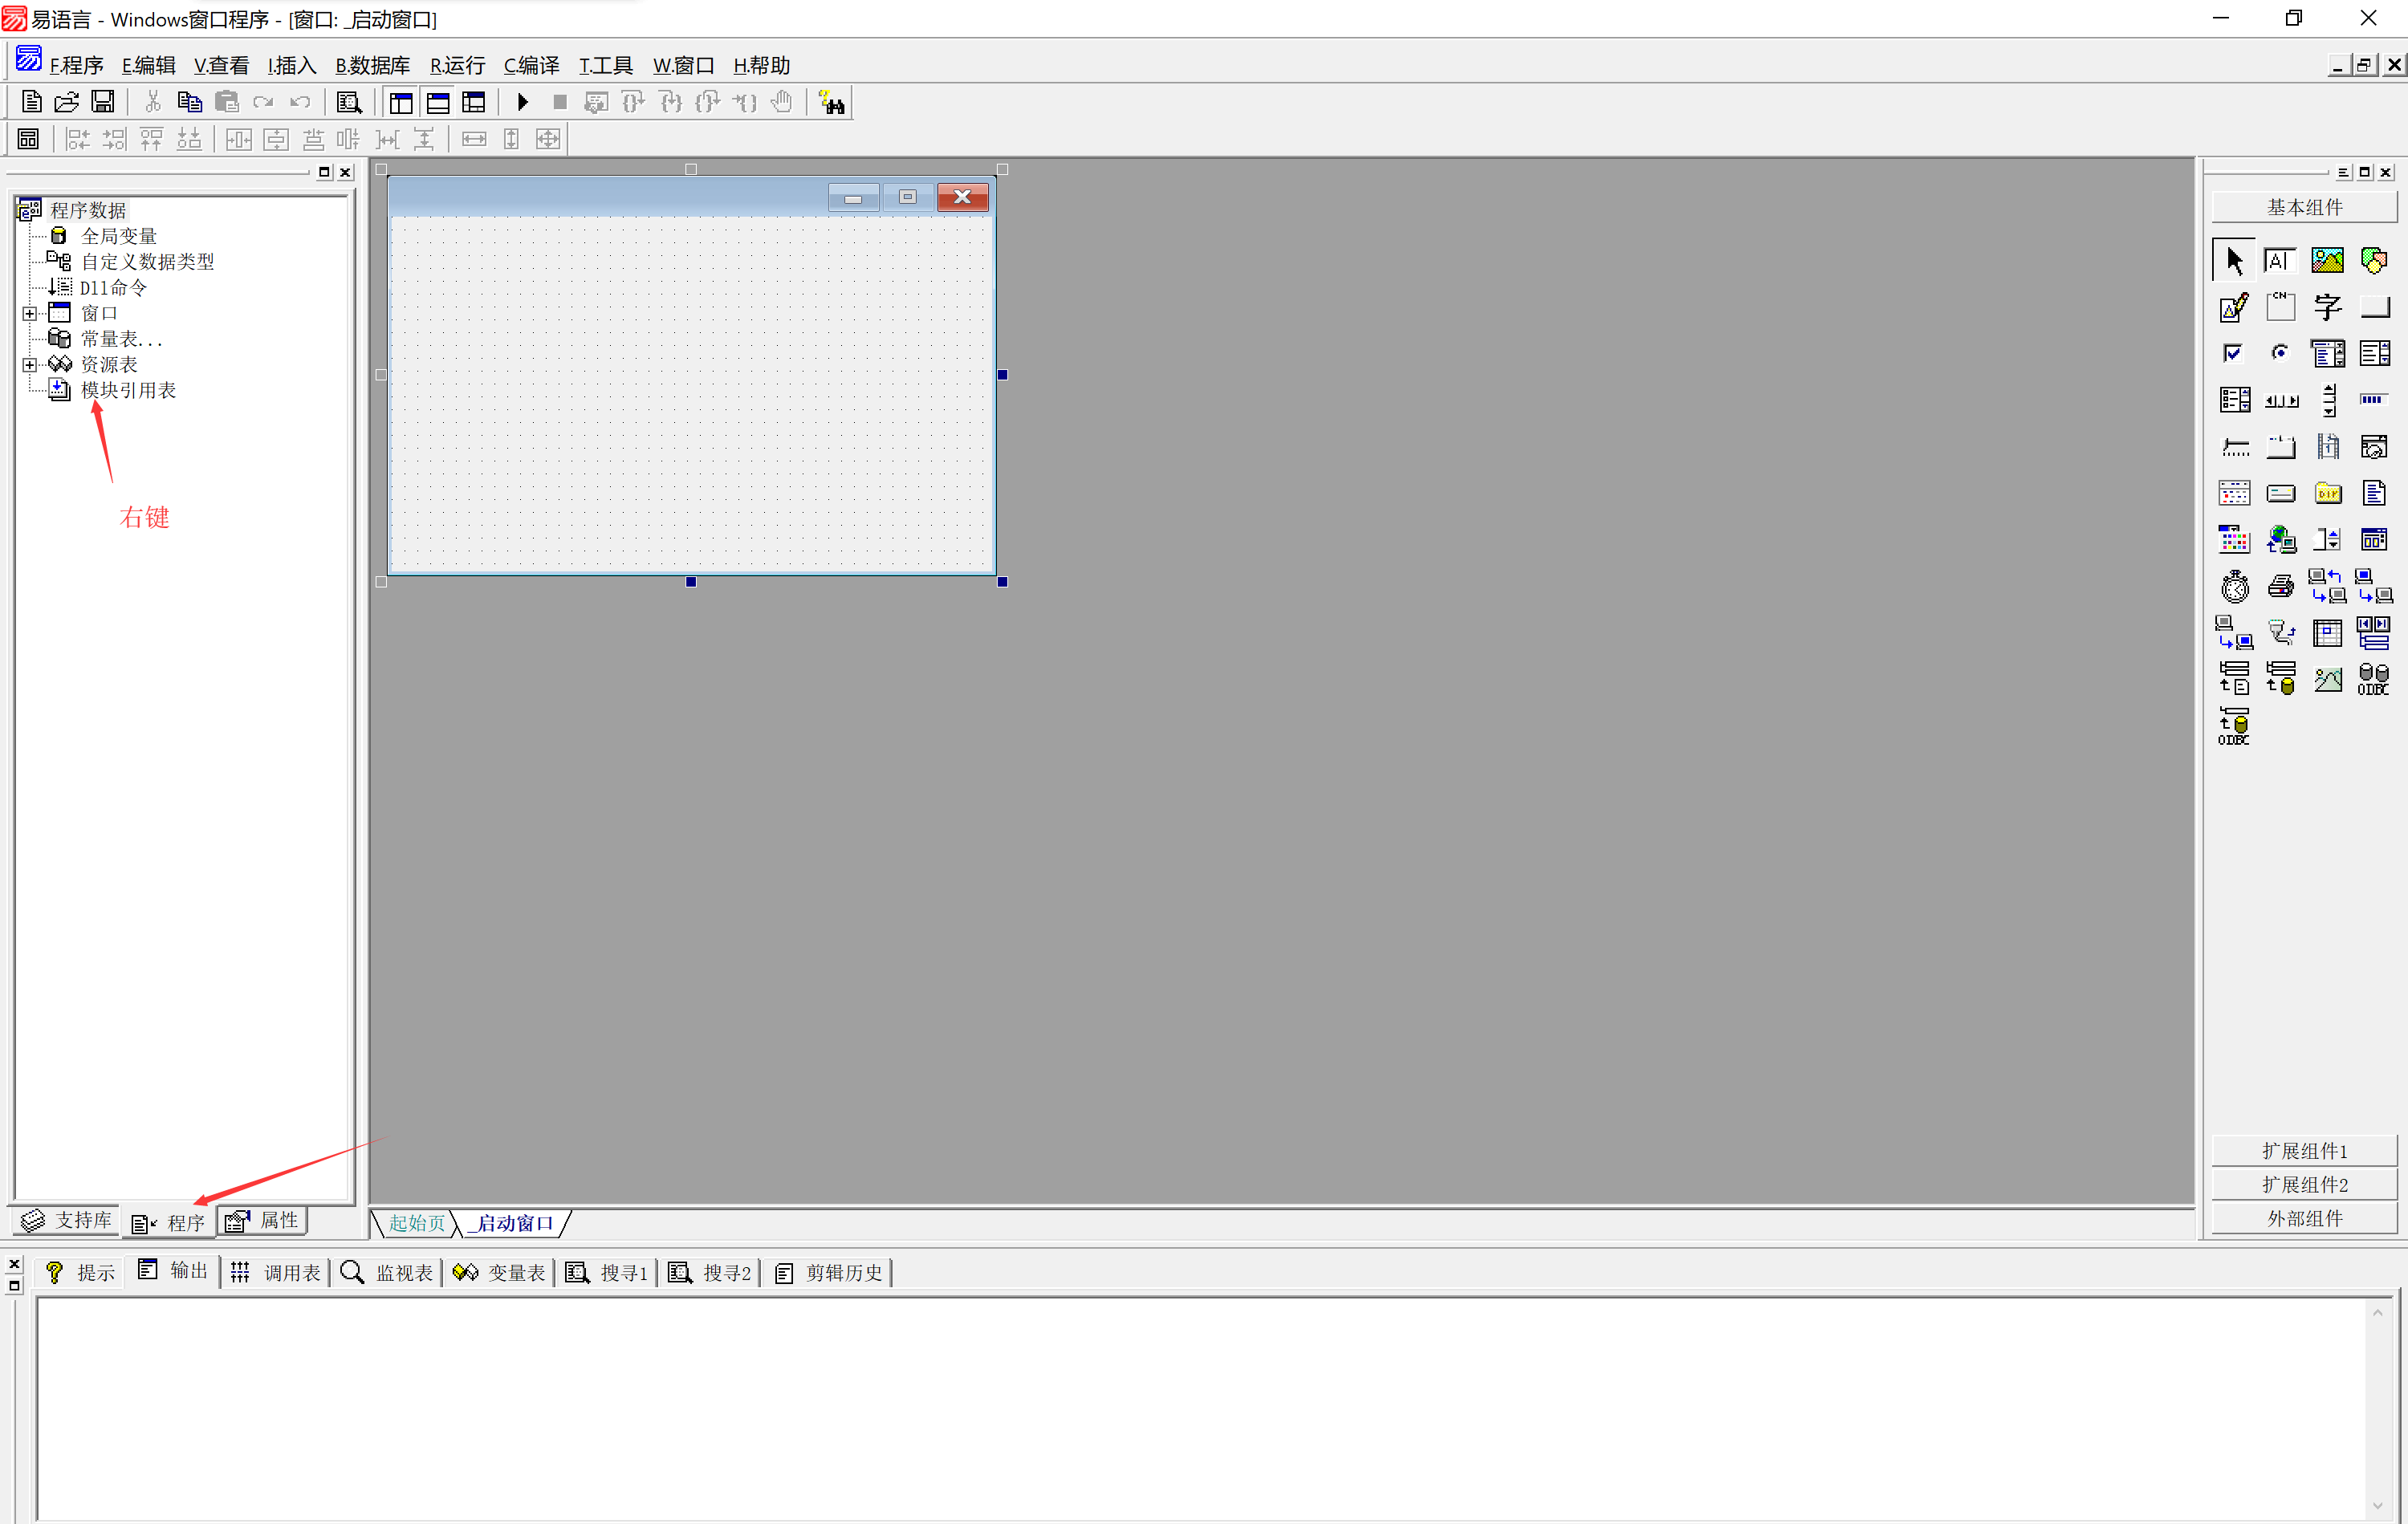 易语言 - Windows窗口程序 - [窗口: _启动窗口]
F.程序 E.编辑 V.查看 I.插入 B.数据库 R.运行 C.编译 T.工具 W.窗口 H.帮助
程序数据
全局变量
自定义数据类型
Dll命令
窗口
常量表...
资源表
模块引用表
右键
支持库 程序 属性
起始页 _启动窗口
基本组件
CN
字
DIR
ODBC
ODBC
扩展组件1
扩展组件2
外部组件
提示 输出 调用表 监视表 变量表 搜寻1 搜寻2 剪辑历史